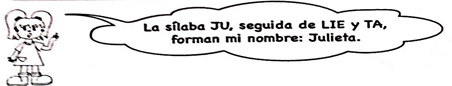 La sílaba JU, seguida de LIE y TA,
forman mi nombre: Julieta.